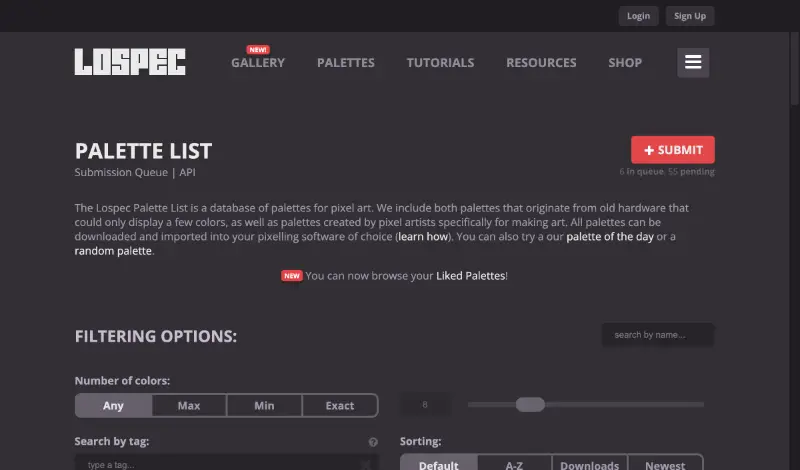 Login Sign Up
NEW!
LOSPEC GALLERY PALETTES TUTORIALS RESOURCES SHOP
PALETTE LIST
+ SUBMIT
Submission Queue | API
6 in queue, 55 pending
The Lospec Palette List is a database of palettes for pixel art. We include both palettes that originate from old hardware that
could only display a few colors, as well as palettes created by pixel artists specifically for making art. All palettes can be
downloaded and imported into your pixelling software of choice (learn how). You can also try a our palette of the day or a
random palette.
NEW You can now browse your Liked Palettes!
FILTERING OPTIONS:
search by name...
Number of colors:
Any Max Min Exact
8
Search by tag: ?
Sorting:
type a tag...
Default A-Z Downloads Newest